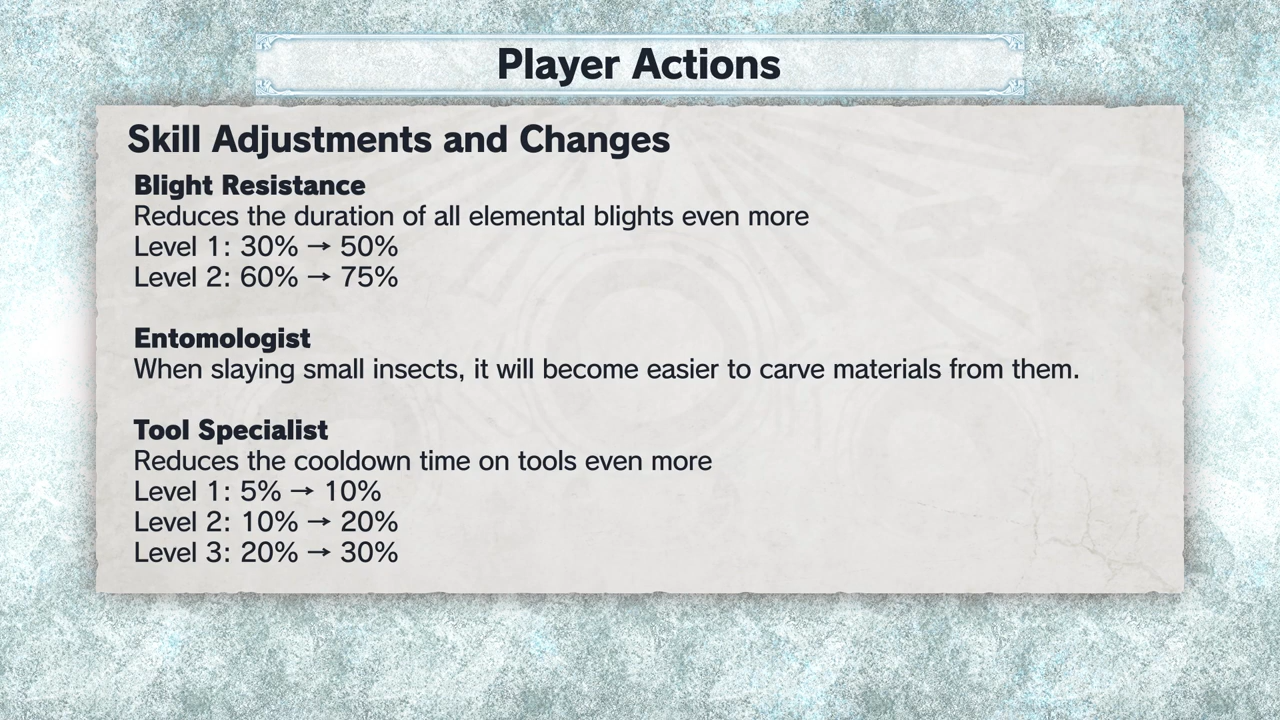 Player Actions
Skill Adjustments and Changes
Blight Resistance
Reduces the duration of all elemental blights even more
Level 1: 30% → 50%
Level 2: 60% → 75%
Entomologist
When slaying small insects, it will become easier to carve materials from them.
Tool Specialist
Reduces the cooldown time on tools even more
Level 1: 5% → 10%
Level 2: 10% → 20%
Level 3: 20% → 30%